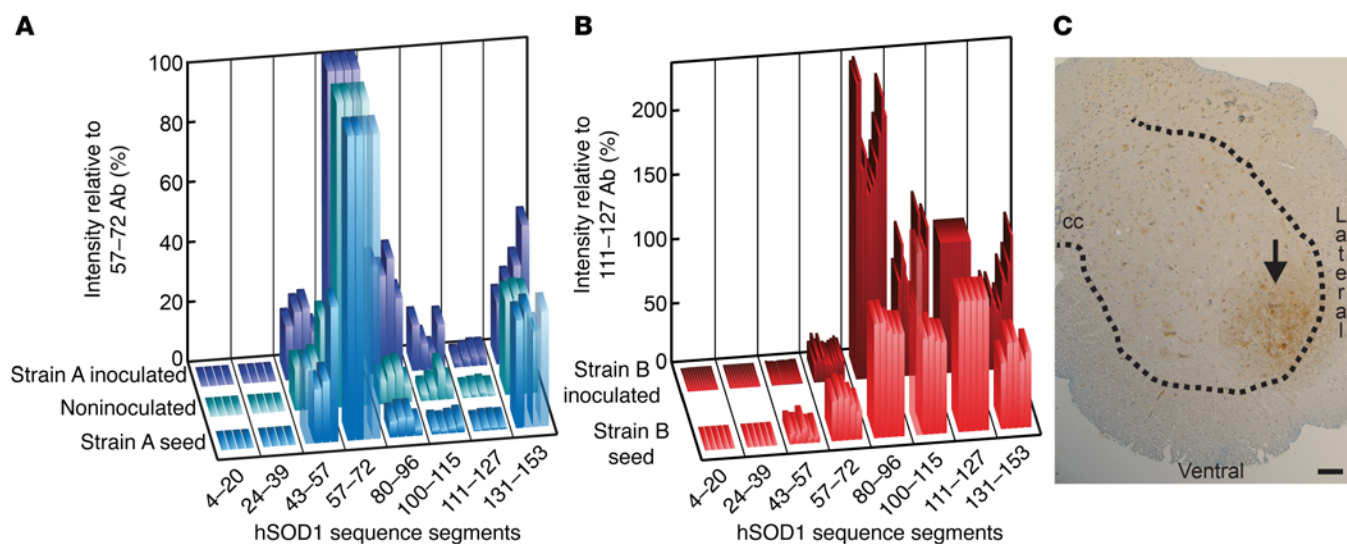 A
Intensity relative to
57–72 Ab (%)
100
80
60
40
20
0
Strain A inoculated
Noninoculated
Strain A seed
4–20
24–39
43–57
57–72
80–96
100–115
111–127
131–153
hSOD1 sequence segments
B
Intensity relative to
111–127 Ab (%)
200
150
100
50
0
Strain B
inoculated
Strain B
seed
4–20
24–39
43–57
57–72
80–96
100–115
111–127
131–153
hSOD1 sequence segments
C
cc
Lateral
Ventral